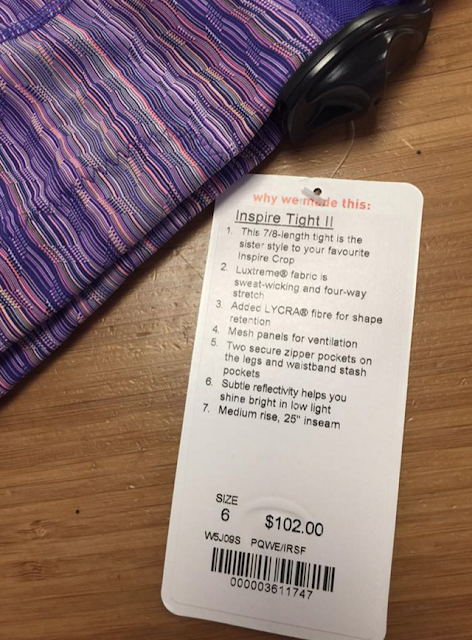 why we made this:
Inspire Tight II
1. This 7/8-length tight is the
sister style to your favourite
Inspire Crop
2. Luxtreme® fabric is
sweat-wicking and four-way
stretch
3. Added LYCRA® fibre for shape
retention
4. Mesh panels for ventilation
5. Two secure zipper pockets on
the legs and waistband stash
pockets
6. Subtle reflectivity helps you
shine bright in low light
7. Medium rise, 25" inseam
SIZE
6 $102.00
W5J09S PQWE/IRSF
000003611747